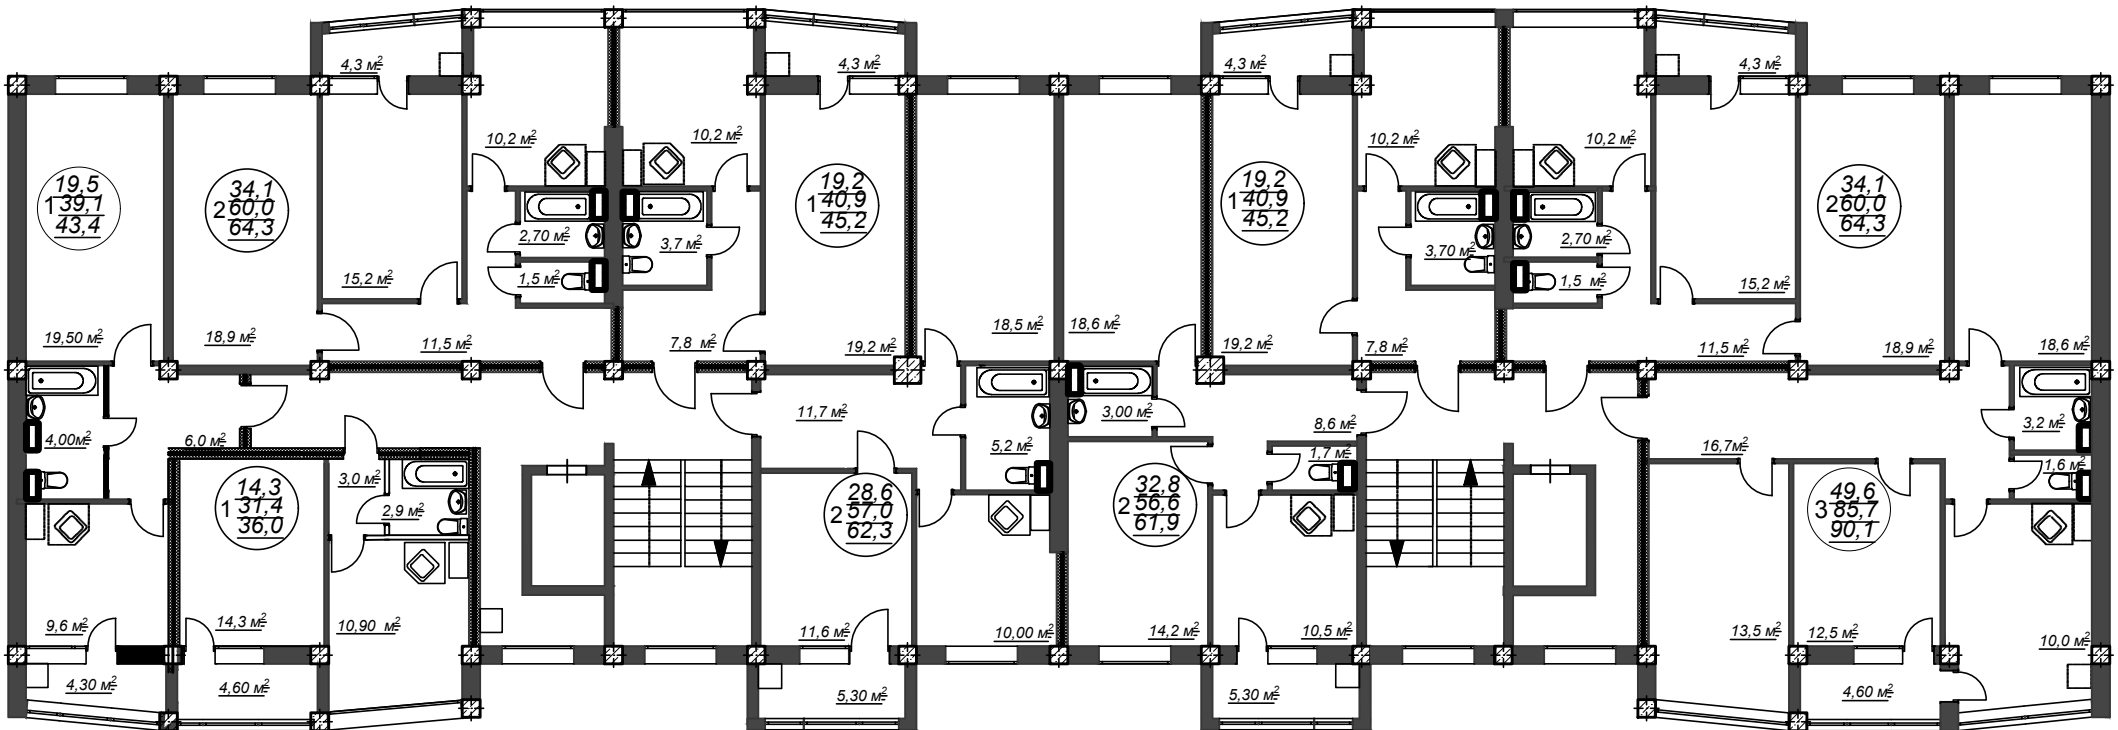 4,3 м²
4,3 м²
4,3 м²
4,3 м²
10,2 м²
10,2 м²
10,2 м²
10,2 м²
19,5
1 39,1
43,4
34,1
2 60,0
64,3
19,2
1 40,9
45,2
19,2
1 40,9
45,2
34,1
2 60,0
64,3
2,70 м²
3,7 м²
3,70 м²
2,70 м²
15,2 м²
1,5 м²
1,5 м²
15,2 м²
19,50 м²
18,9 м²
11,5 м²
7,8 м²
19,2 м²
18,5 м²
18,6 м²
19,2 м²
7,8 м²
11,5 м²
18,9 м²
18,6 м²
4,00м²
6,0 м²
11,7 м²
5,2 м²
3,00 м²
8,6 м²
1,7 м²
16,7м²
3,2 м²
1,6 м²
14,3
1 31,4
36,0
3,0 м²
2,9 м²
28,6
2 57,0
62,3
32,8
2 56,6
61,9
49,6
3 85,7
90,1
9,6 м²
14,3 м²
10,90 м²
11,6 м²
10,00 м²
14,2 м²
10,5 м²
13,5 м²
12,5 м²
10,0 м²
4,30 м²
4,60 м²
5,30 м²
5,30 м²
4,60 м²